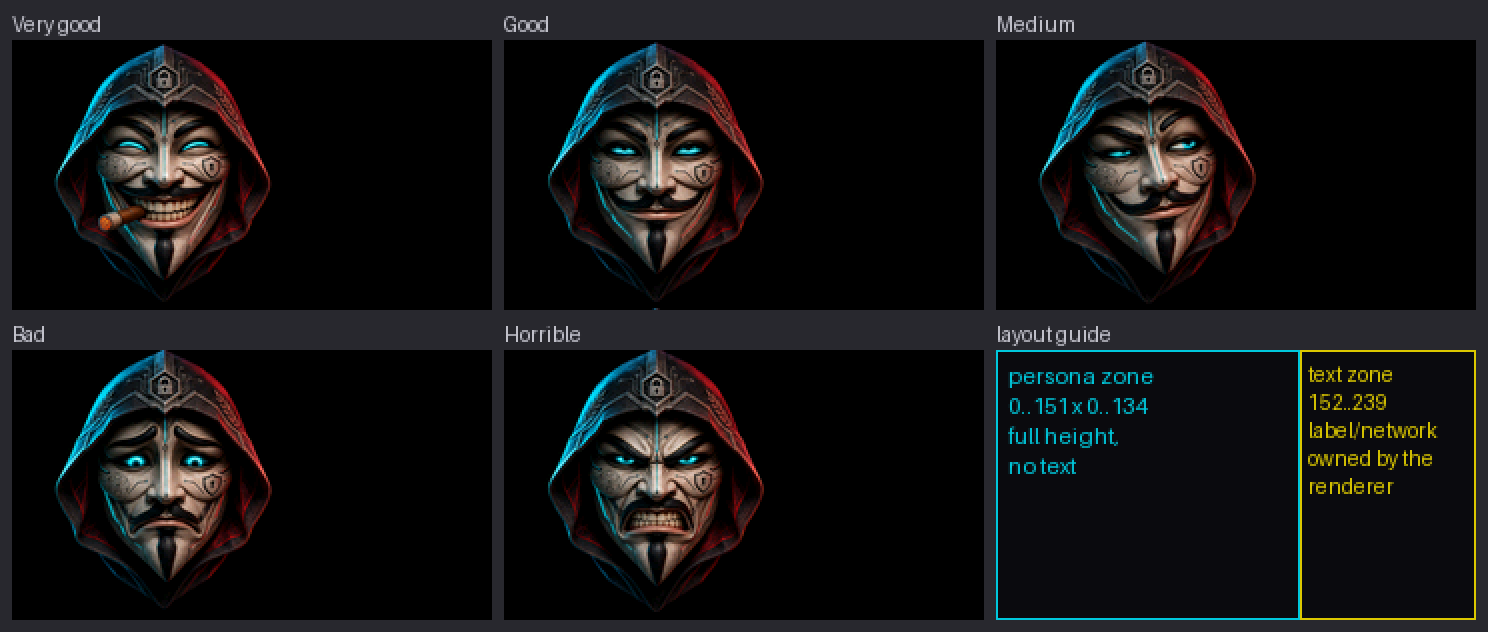 Very good
Good
Medium
Bad
Horrible
layout guide
persona zone
0..151 x 0..134
full height,
no text
text zone
152..239
label/network
owned by the
renderer